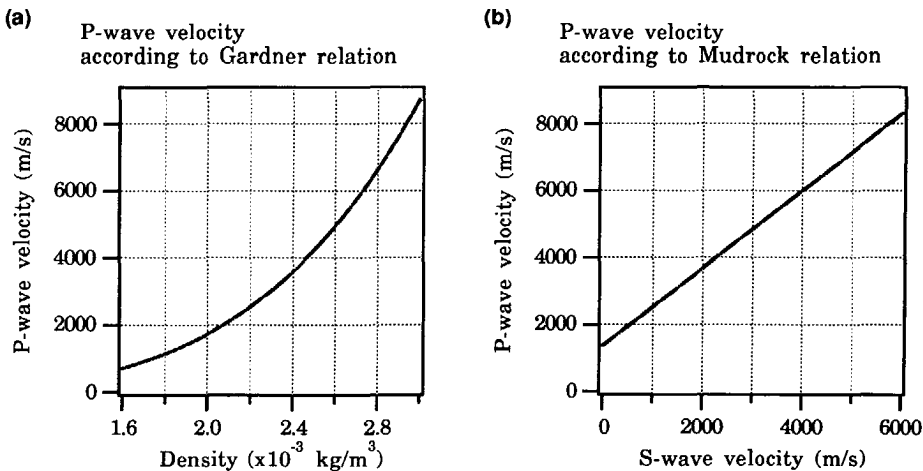 (a)
P-wave velocity
according to Gardner relation
P-wave velocity (m/s)
8000
6000
4000
2000
0
1.6
2.0
2.4
2.8
Density (x10⁻³ kg/m³)
(b)
P-wave velocity
according to Mudrock relation
P-wave velocity (m/s)
8000
6000
4000
2000
0
0
2000
4000
6000
S-wave velocity (m/s)